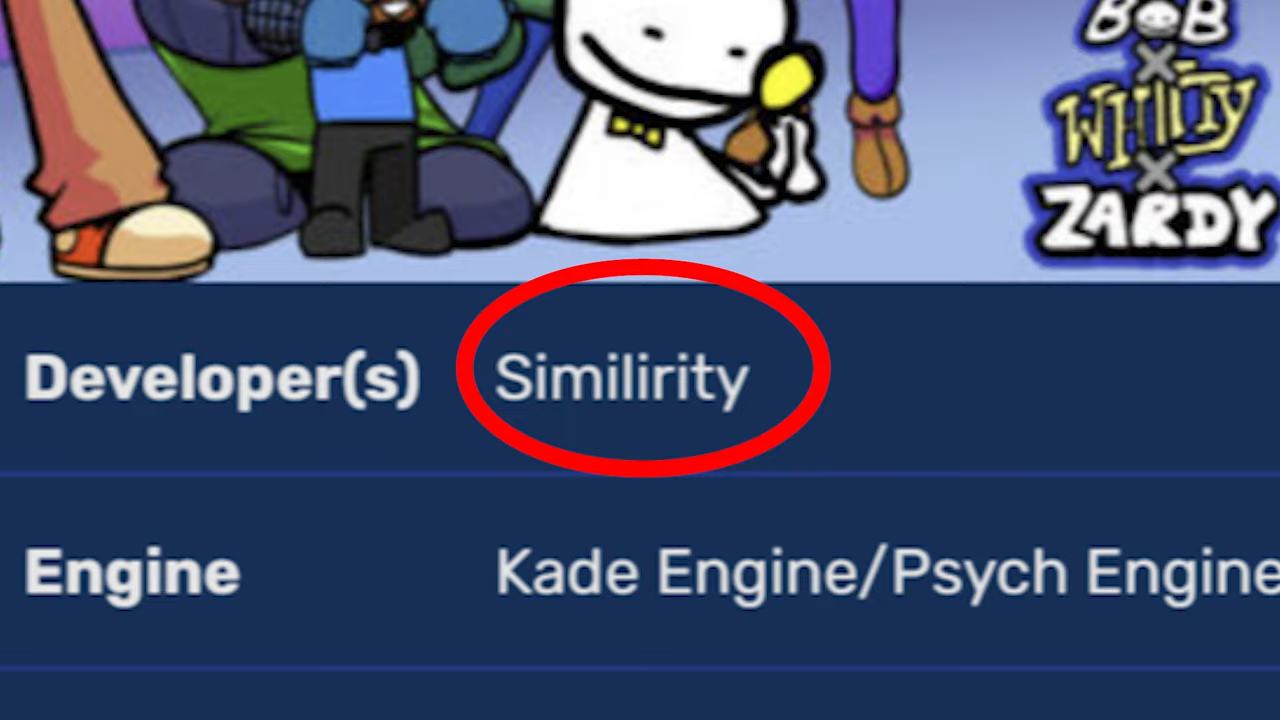 BOB
X
WHITTY
X
ZARDY
Developer(s) Similirity
Engine Kade Engine/Psych Engine